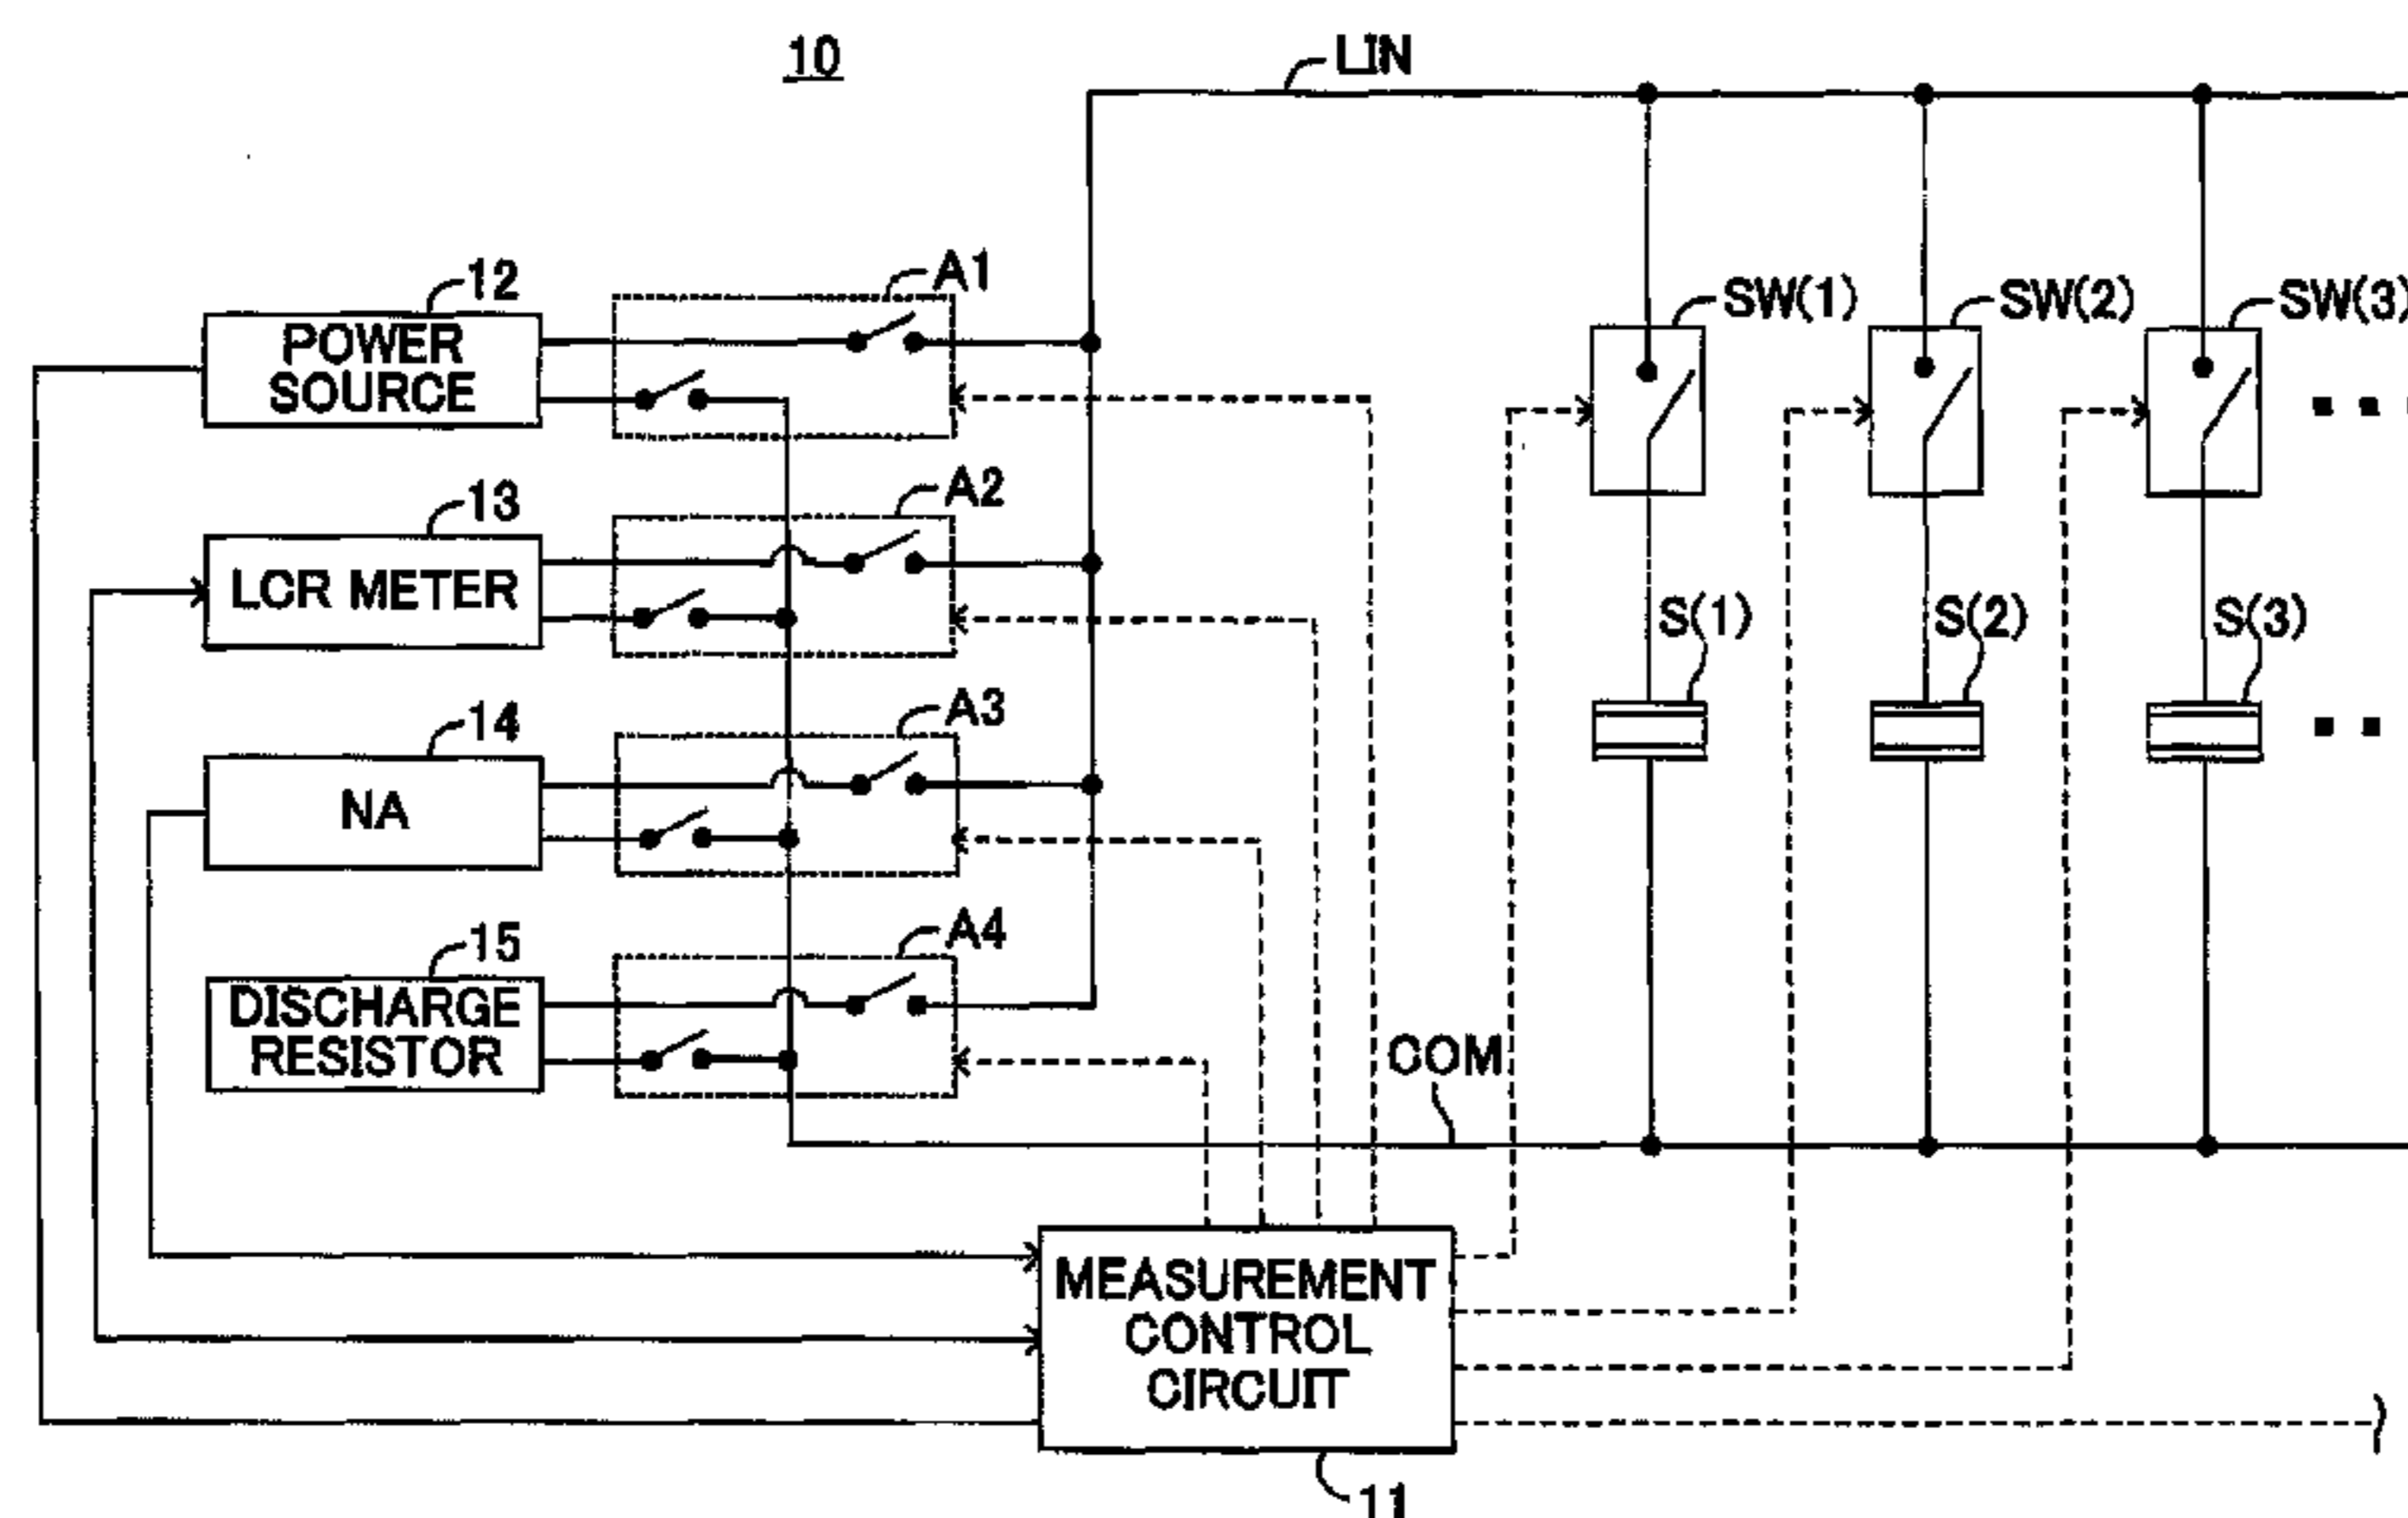 10
LIN
12
A1
POWER
SOURCE
SW(1)
SW(2)
SW(3)
13
A2
LCR METER
S(1)
S(2)
S(3)
14
A3
NA
15
A4
DISCHARGE
RESISTOR
COM
MEASUREMENT
CONTROL
CIRCUIT
11